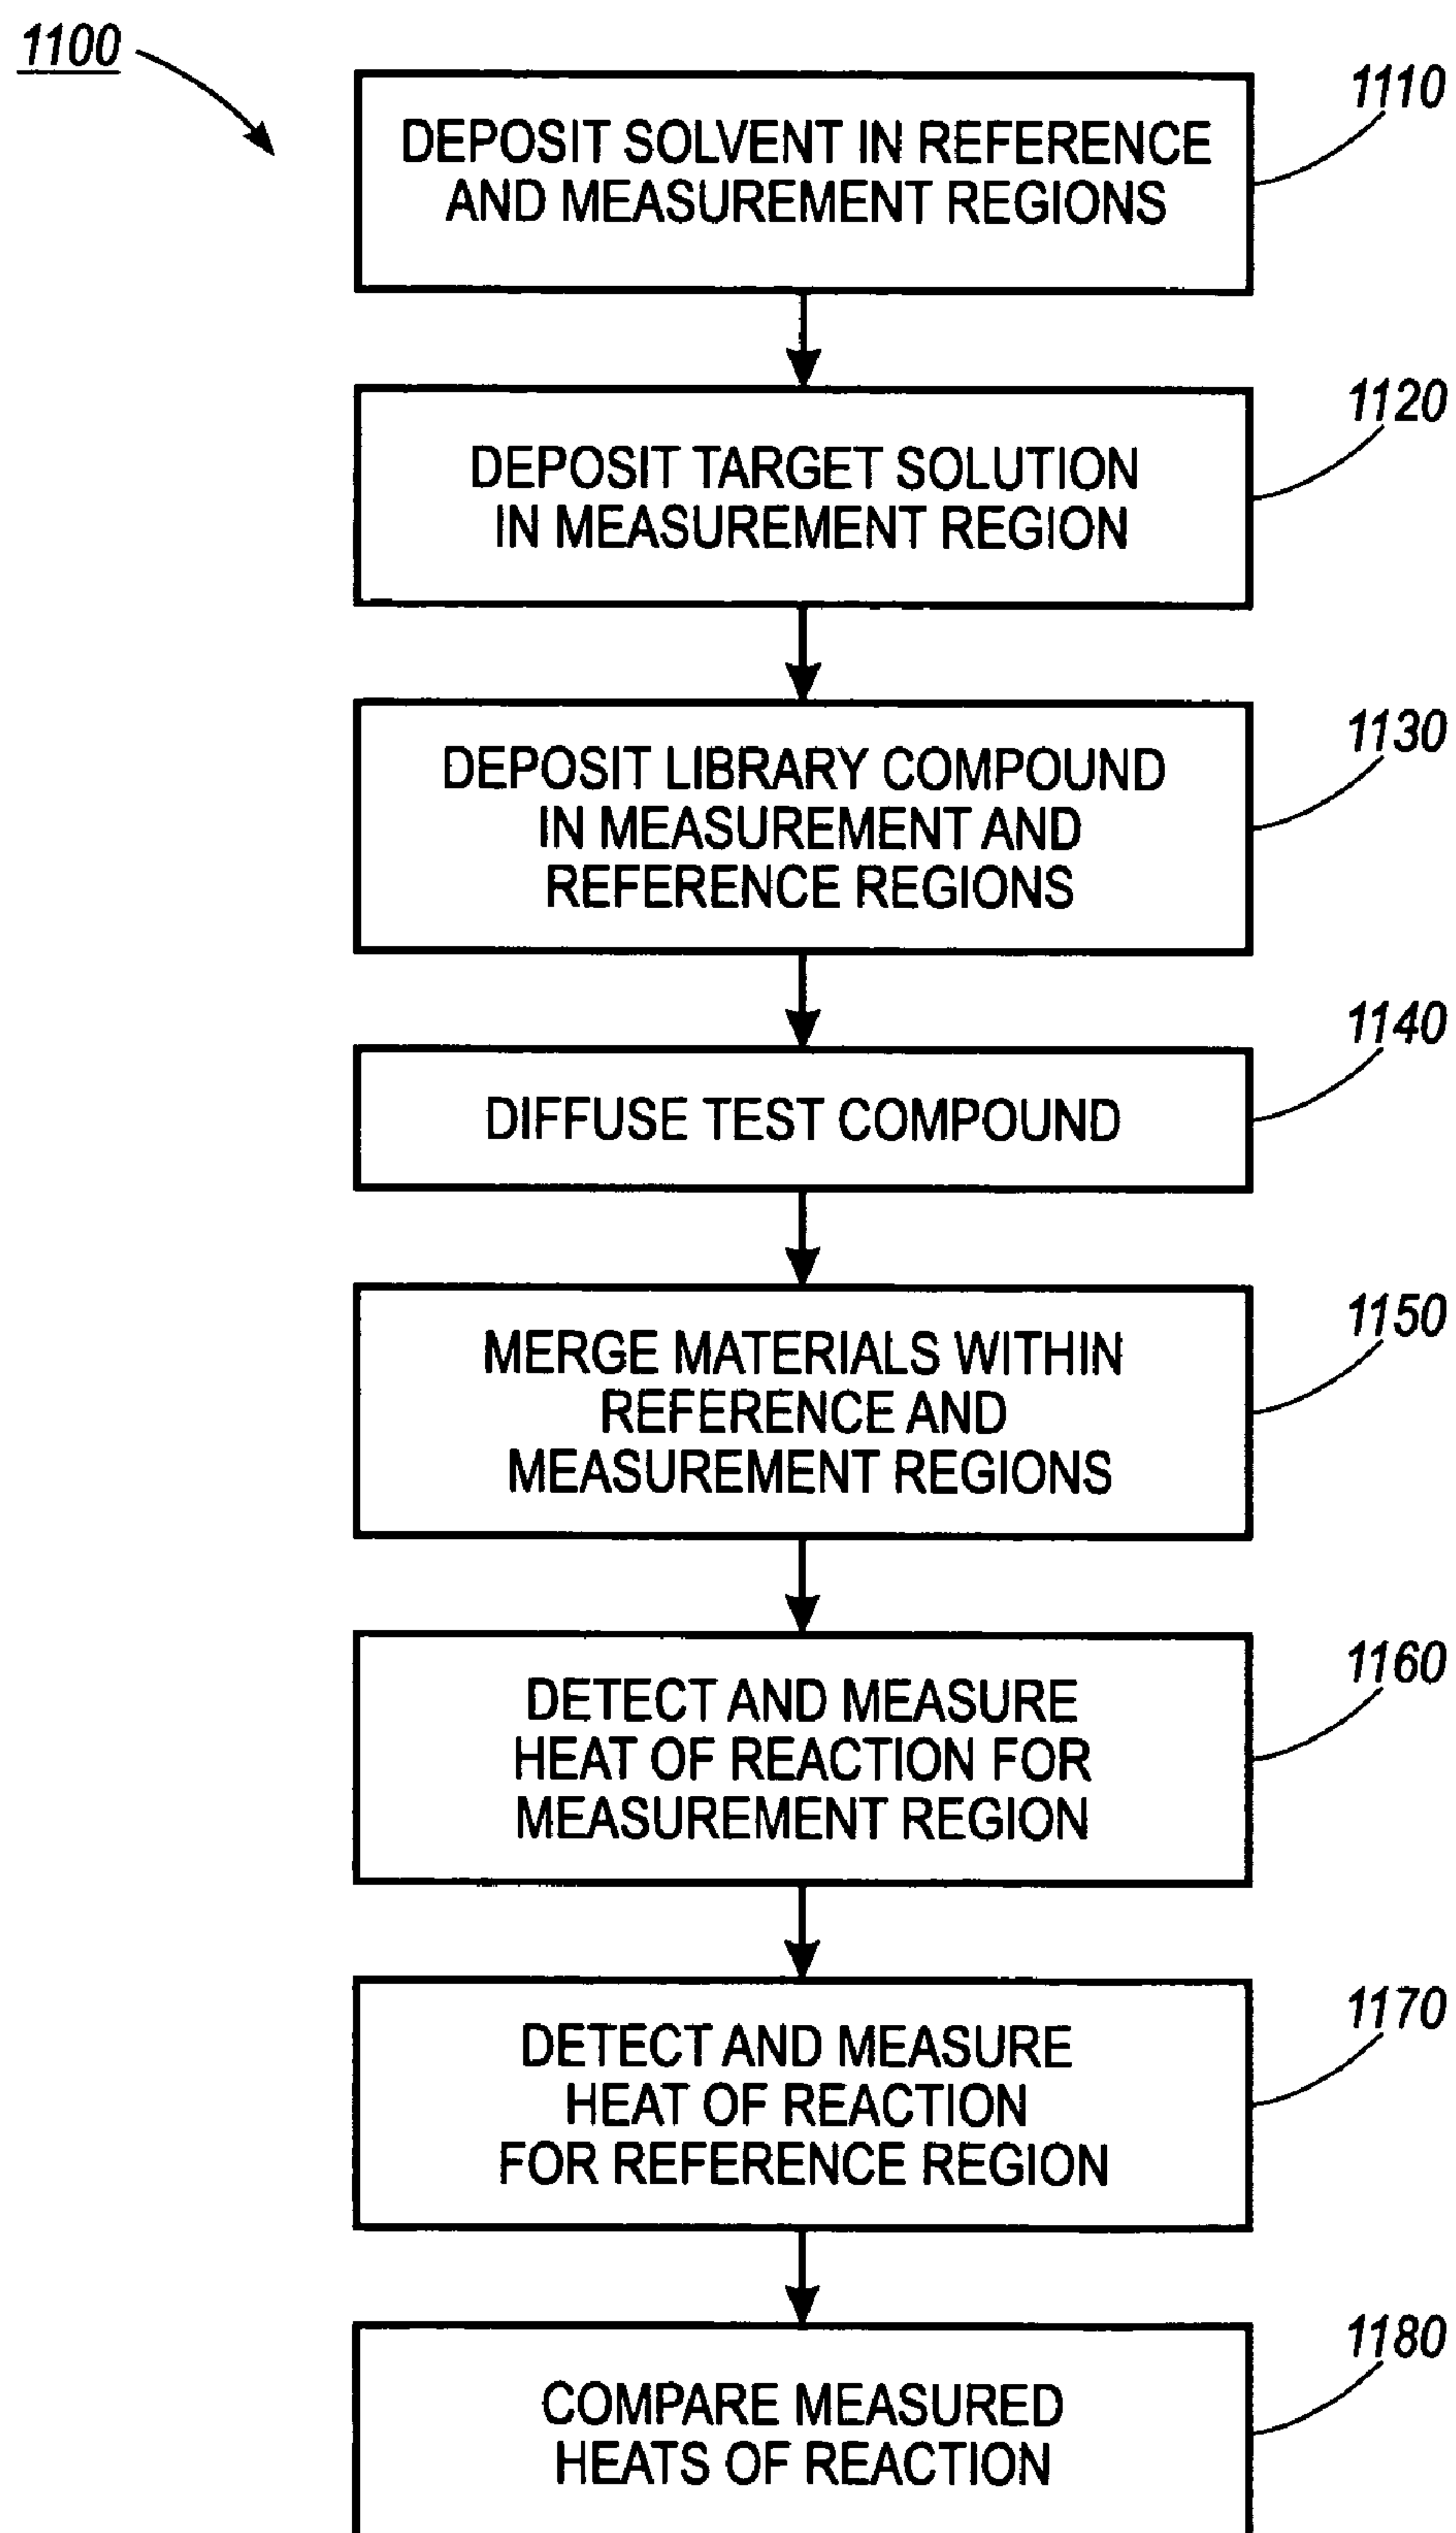 1100
1110
DEPOSIT SOLVENT IN REFERENCE
AND MEASUREMENT REGIONS
1120
DEPOSIT TARGET SOLUTION
IN MEASUREMENT REGION
1130
DEPOSIT LIBRARY COMPOUND
IN MEASUREMENT AND
REFERENCE REGIONS
1140
DIFFUSE TEST COMPOUND
1150
MERGE MATERIALS WITHIN
REFERENCE AND
MEASUREMENT REGIONS
1160
DETECT AND MEASURE
HEAT OF REACTION FOR
MEASUREMENT REGION
1170
DETECT AND MEASURE
HEAT OF REACTION
FOR REFERENCE REGION
1180
COMPARE MEASURED
HEATS OF REACTION